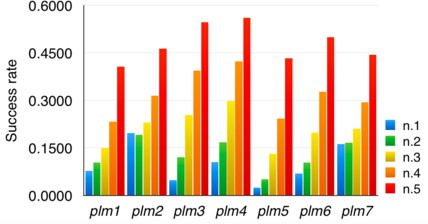 Success rate
0.6000
0.4500
0.3000
0.1500
0.0000
plm1 plm2 plm3 plm4 plm5 plm6 plm7
n.1
n.2
n.3
n.4
n.5